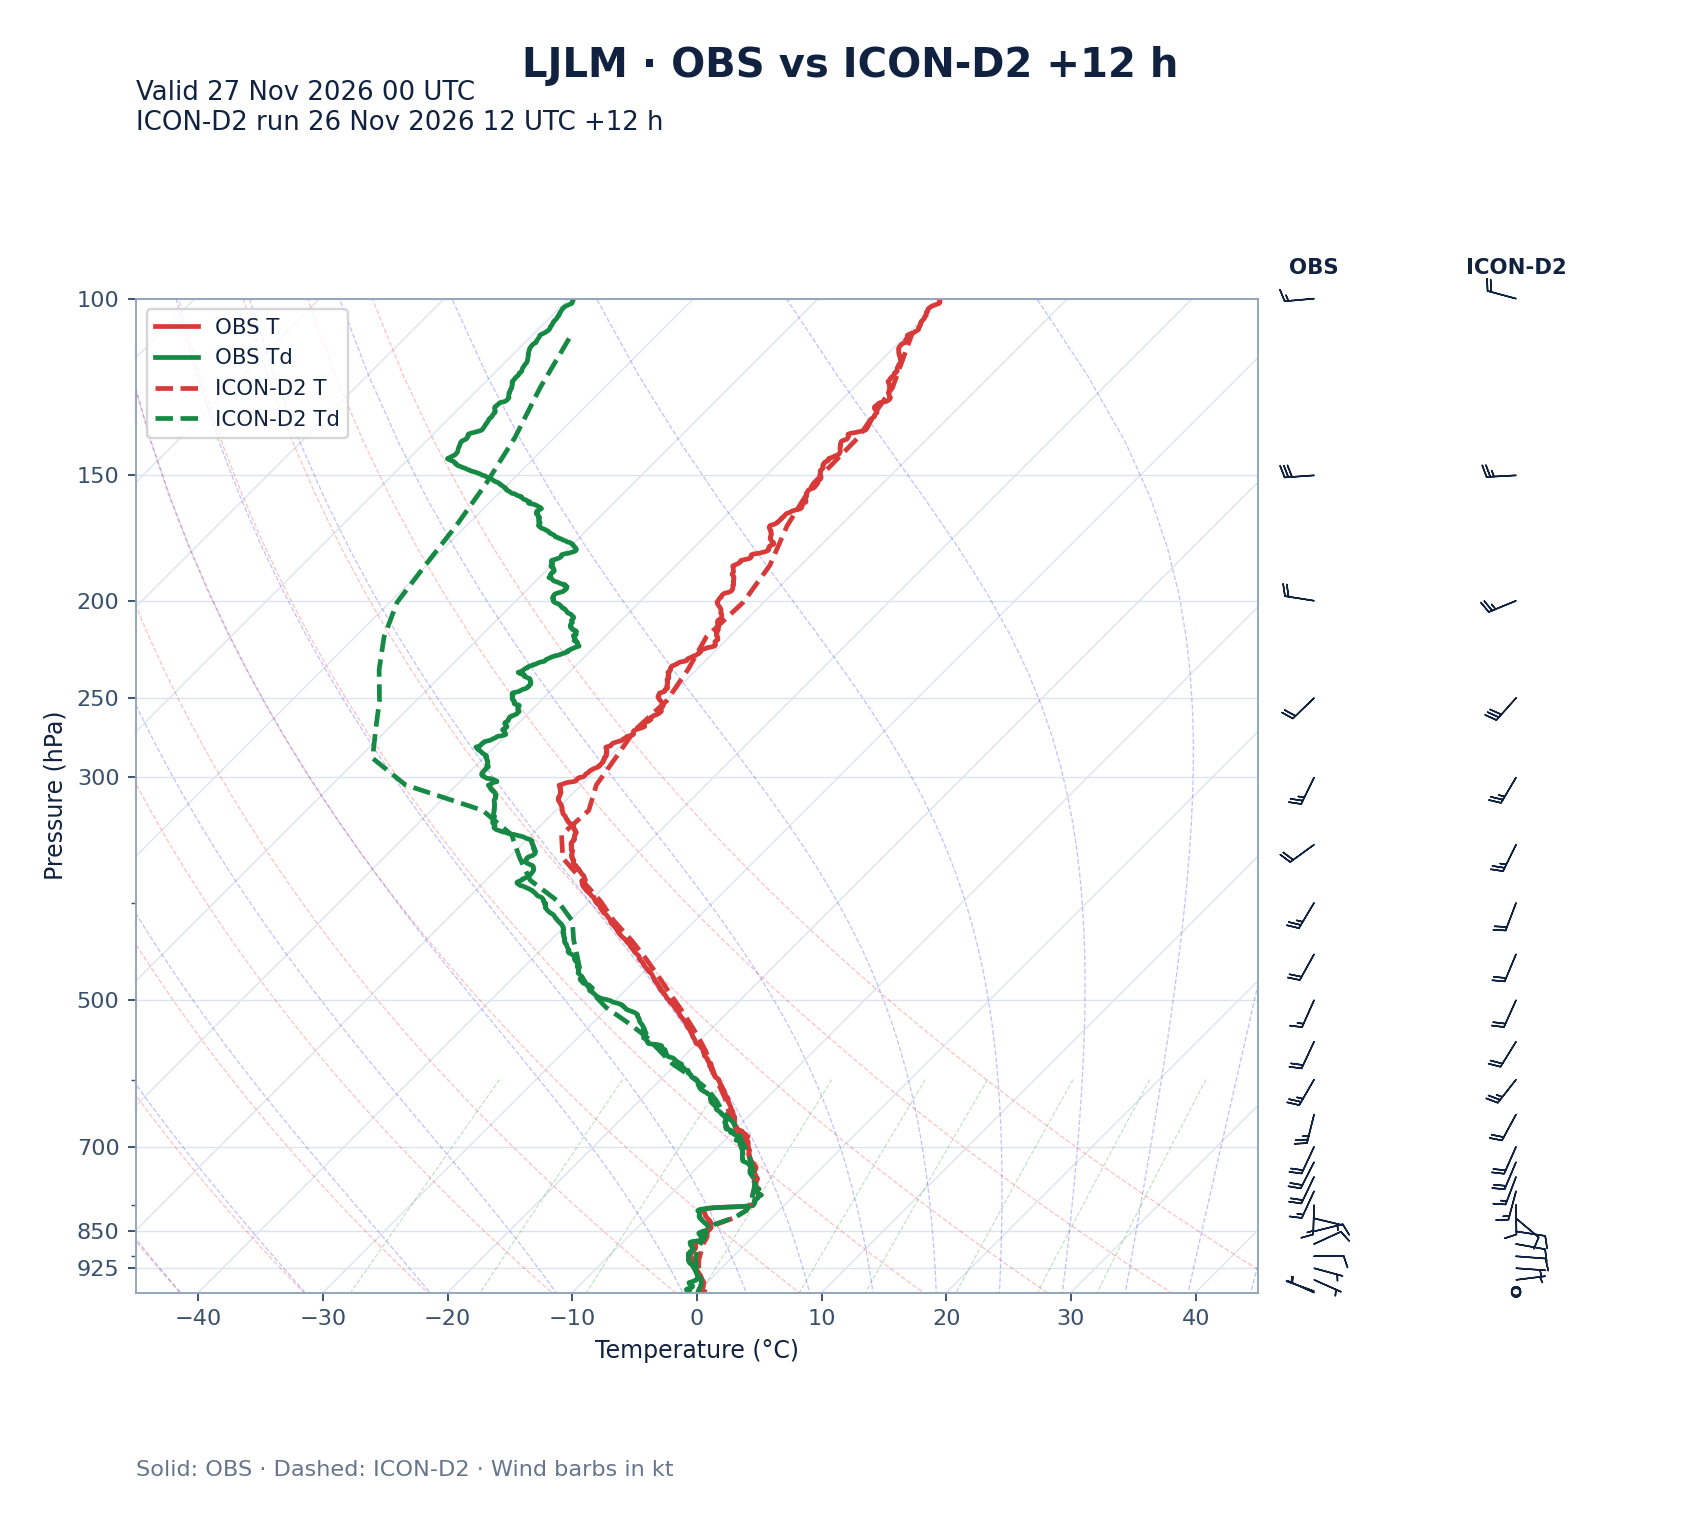 LJLM · OBS vs ICON-D2 +12 h
Valid 27 Nov 2026 00 UTC
ICON-D2 run 26 Nov 2026 12 UTC +12 h
OBS
ICON-D2
OBS T
OBS Td
ICON-D2 T
ICON-D2 Td
100
150
200
250
300
500
700
850
925
Pressure (hPa)
−40
−30
−20
−10
0
10
20
30
40
Temperature (°C)
Solid: OBS · Dashed: ICON-D2 · Wind barbs in kt